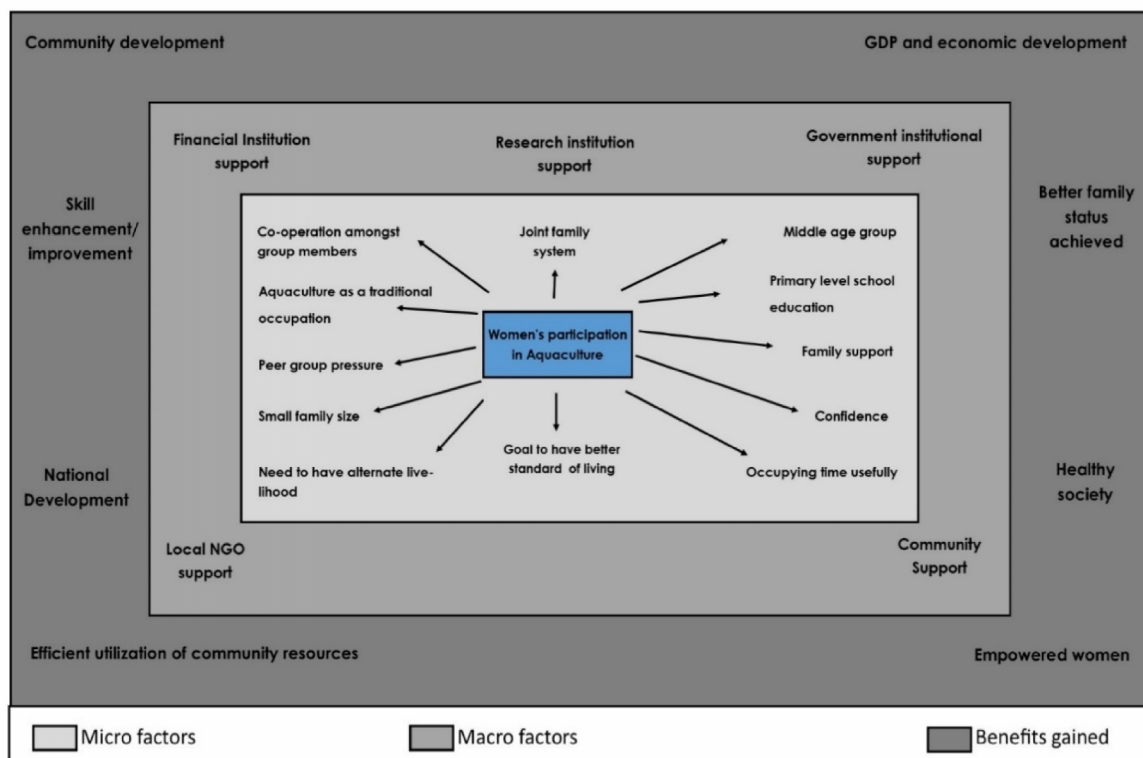 Community development
GDP and economic development
Financial Institution
support
Research institution
support
Government institutional
support
Skill
enhancement/
improvement
Better family
status
achieved
Co-operation amongst
group members
Joint family
system
Middle age group
Aquaculture as a traditional
occupation
Primary level school
education
Women's participation
in Aquaculture
Peer group pressure
Family support
Small family size
Confidence
Need to have alternate live-
lihood
Goal to have better
standard of living
Occupying time usefully
National
Development
Healthy
society
Local NGO
support
Community
Support
Efficient utilization of community resources
Empowered women
Micro factors
Macro factors
Benefits gained